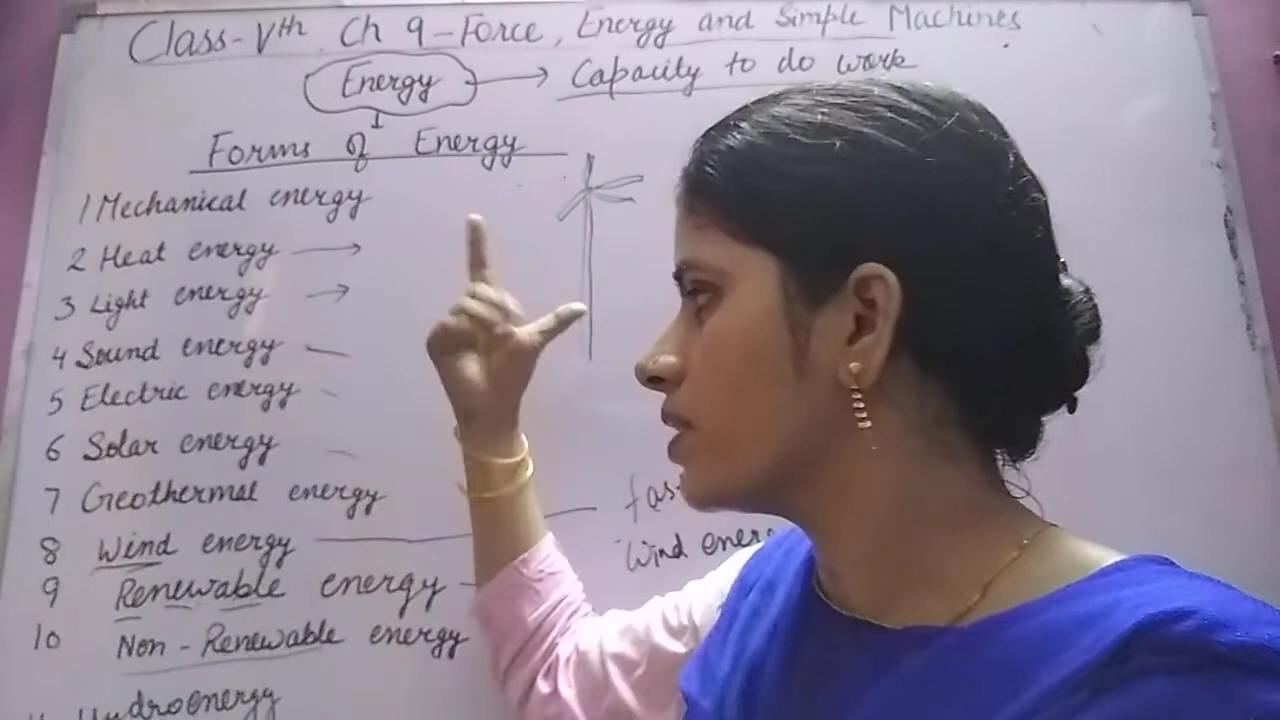 Class-Vth Ch 9-Force, Energy and Simple Machines
Energy → Capacity to do work
Forms of Energy
1 Mechanical energy
2 Heat energy →
3 Light energy →
4 Sound energy
5 Electric energy
6 Solar energy
7 Geothermal energy
8 Wind energy
9 Renewable energy
10 Non-Renewable energy
Hydroenergy
Wind